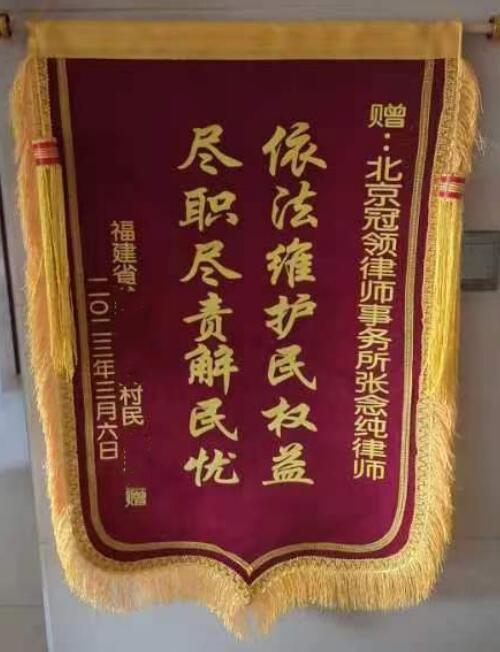 赠：北京冠领律师事务所张念纯律师
依法维护民权益
尽职尽责解民忧
福建省 村民 赠
二〇二三年三月六日